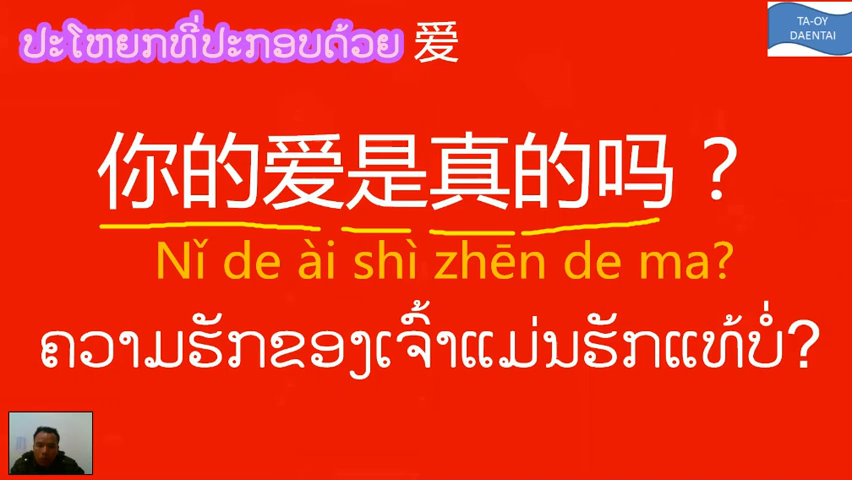 ປະໂຫຍກທີ່ປະກອບດ້ວຍ 爱
TA-OY
DAENTAI
你的爱是真的吗？
Nǐ de ài shì zhēn de ma?
ຄວາມຮັກຂອງເຈົ້າແມ່ນຮັກແທ້ບໍ່?